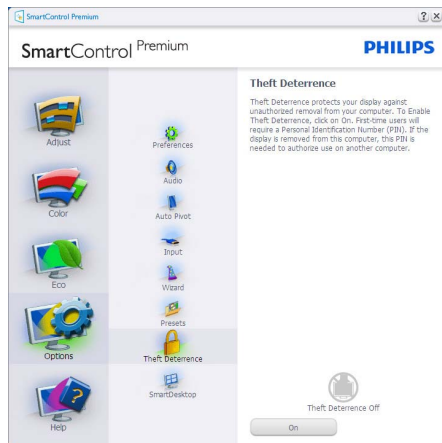 SmartControl Premium
SmartControl Premium
PHILIPS
Adjust
Color
Eco
Options
Help
Preferences
Audio
Auto Pivot
Input
Wizard
Presets
Theft Deterrence
SmartDesktop
Theft Deterrence
Theft Deterrence protects your display against
unauthorized removal from your computer. To Enable
Theft Deterrence, click on On. First-time users will
require a Personal Identification Number (PIN). If the
display is removed from this computer, this PIN is
needed to authorize use on another computer.
Theft Deterrence Off
On